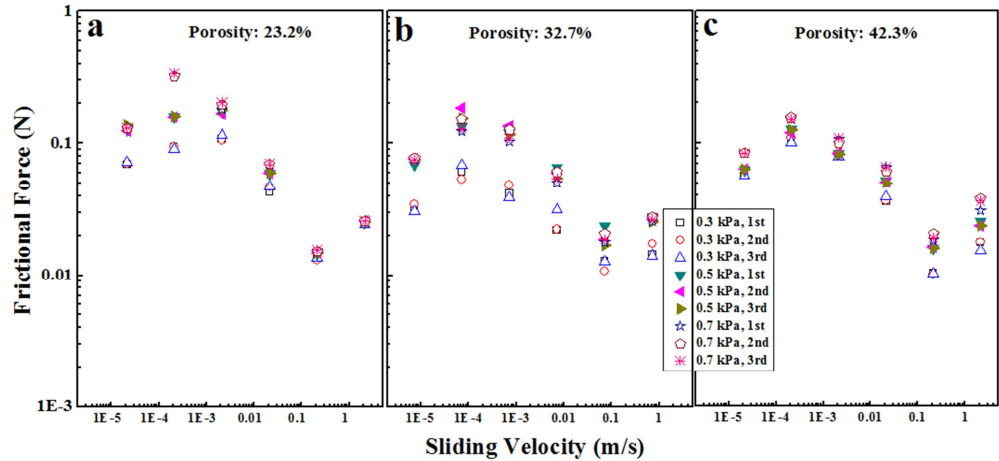 a
Porosity: 23.2%
b
Porosity: 32.7%
c
Porosity: 42.3%
Frictional Force (N)
1
0.1
0.01
1E-3
0.3 kPa, 1st
0.3 kPa, 2nd
0.3 kPa, 3rd
0.5 kPa, 1st
0.5 kPa, 2nd
0.5 kPa, 3rd
0.7 kPa, 1st
0.7 kPa, 2nd
0.7 kPa, 3rd
1E-5 1E-4 1E-3 0.01 0.1 1
1E-5 1E-4 1E-3 0.01 0.1 1
1E-5 1E-4 1E-3 0.01 0.1 1
Sliding Velocity (m/s)